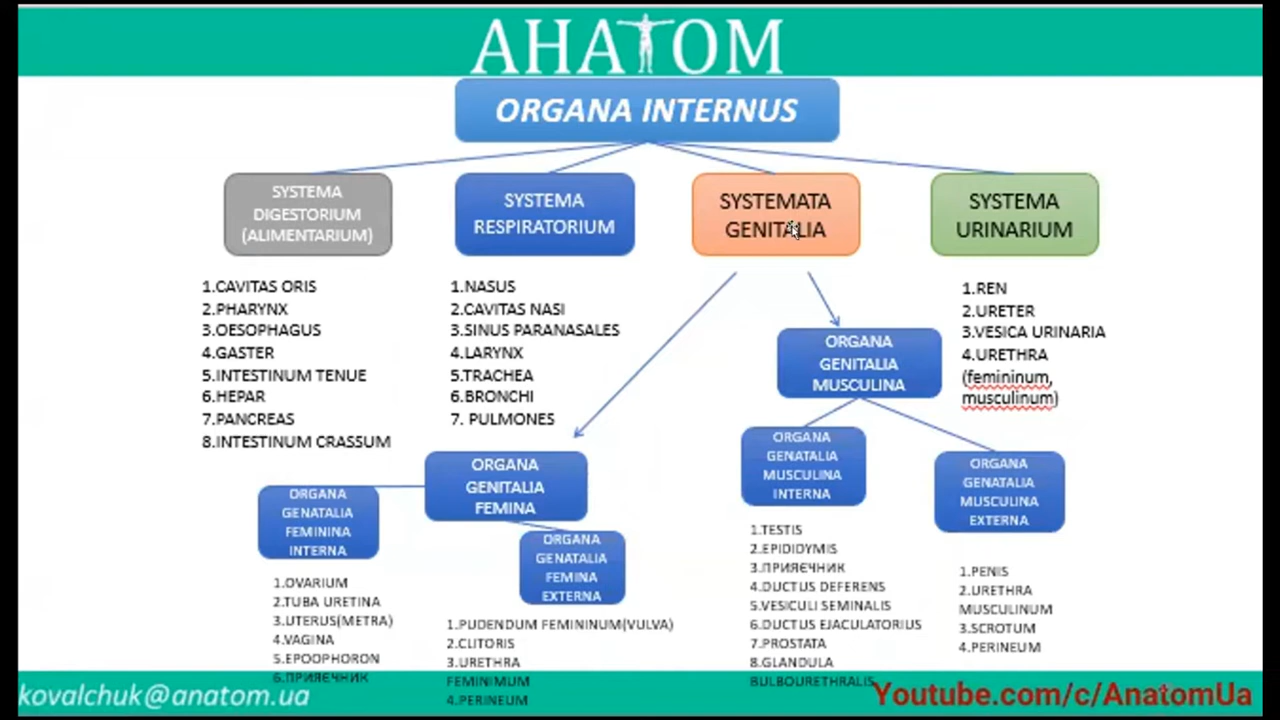 АНАТОМ
ORGANA INTERNUS
SYSTEMA
DIGESTORIUM
(ALIMENTARIUM)
SYSTEMA
RESPIRATORIUM
SYSTEMATA
GENITALIA
SYSTEMA
URINARIUM
1.CAVITAS ORIS
2.PHARYNX
3.OESOPHAGUS
4.GASTER
5.INTESTINUM TENUE
6.HEPAR
7.PANCREAS
8.INTESTINUM CRASSUM
1.NASUS
2.CAVITAS NASI
3.SINUS PARANASALES
4.LARYNX
5.TRACHEA
6.BRONCHI
7. PULMONES
1.REN
2.URETER
3.VESICA URINARIA
4.URETHRA
(femininum,
musculinum)
ORGANA
GENITALIA
MUSCULINA
ORGANA
GENITALIA
FEMINA
ORGANA
GENATALIA
FEMININA
INTERNA
ORGANA
GENATALIA
FEMINA
EXTERNA
ORGANA
GENATALIA
MUSCULINA
INTERNA
ORGANA
GENATALIA
MUSCULINA
EXTERNA
1.OVARIUM
2.TUBA URETINA
3.UTERUS(METRA)
4.VAGINA
5.EPOOPHORON
6.ПРИЯЄЧНИК
1.PUDENDUM FEMININUM(VULVA)
2.CLITORIS
3.URETHRA
FEMINIMUM
4.PERINEUM
1.TESTIS
2.EPIDIDYMIS
3.ПРИЯЄЧНИК
4.DUCTUS DEFERENS
5.VESICULI SEMINALIS
6.DUCTUS EJACULATORIUS
7.PROSTATA
8.GLANDULA
BULBOURETHRALIS
1.PENIS
2.URETHRA
MUSCULINUM
3.SCROTUM
4.PERINEUM
kovalchuk@anatom.ua
Youtube.com/c/AnatomUa